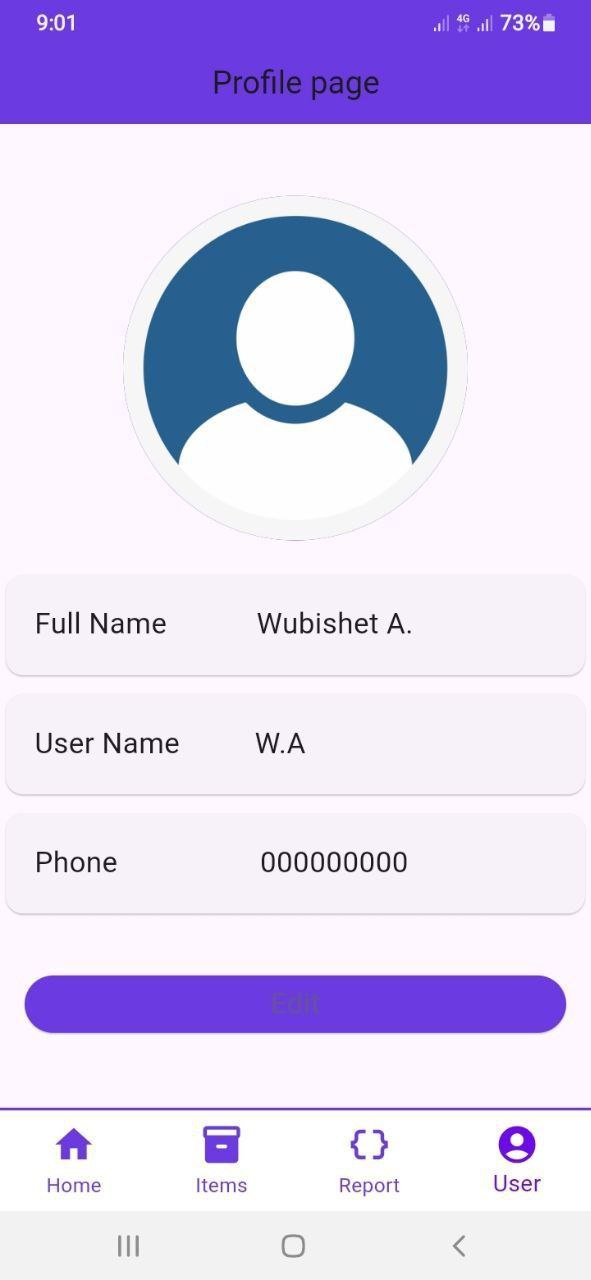 9:01 4G 73%
Profile page
Full Name Wubishet A.
User Name W.A
Phone 000000000
Edit
Home Items Report User